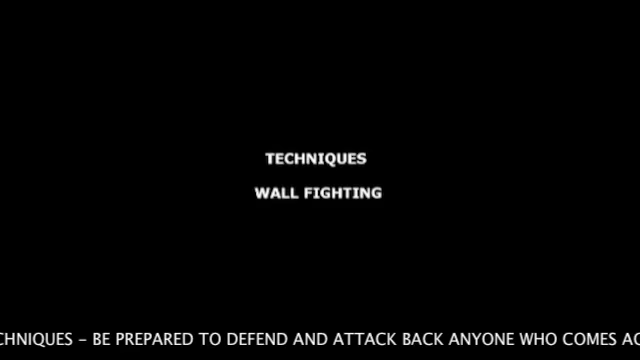 TECHNIQUES
WALL FIGHTING
CHNIQUES - BE PREPARED TO DEFEND AND ATTACK BACK ANYONE WHO COMES AC